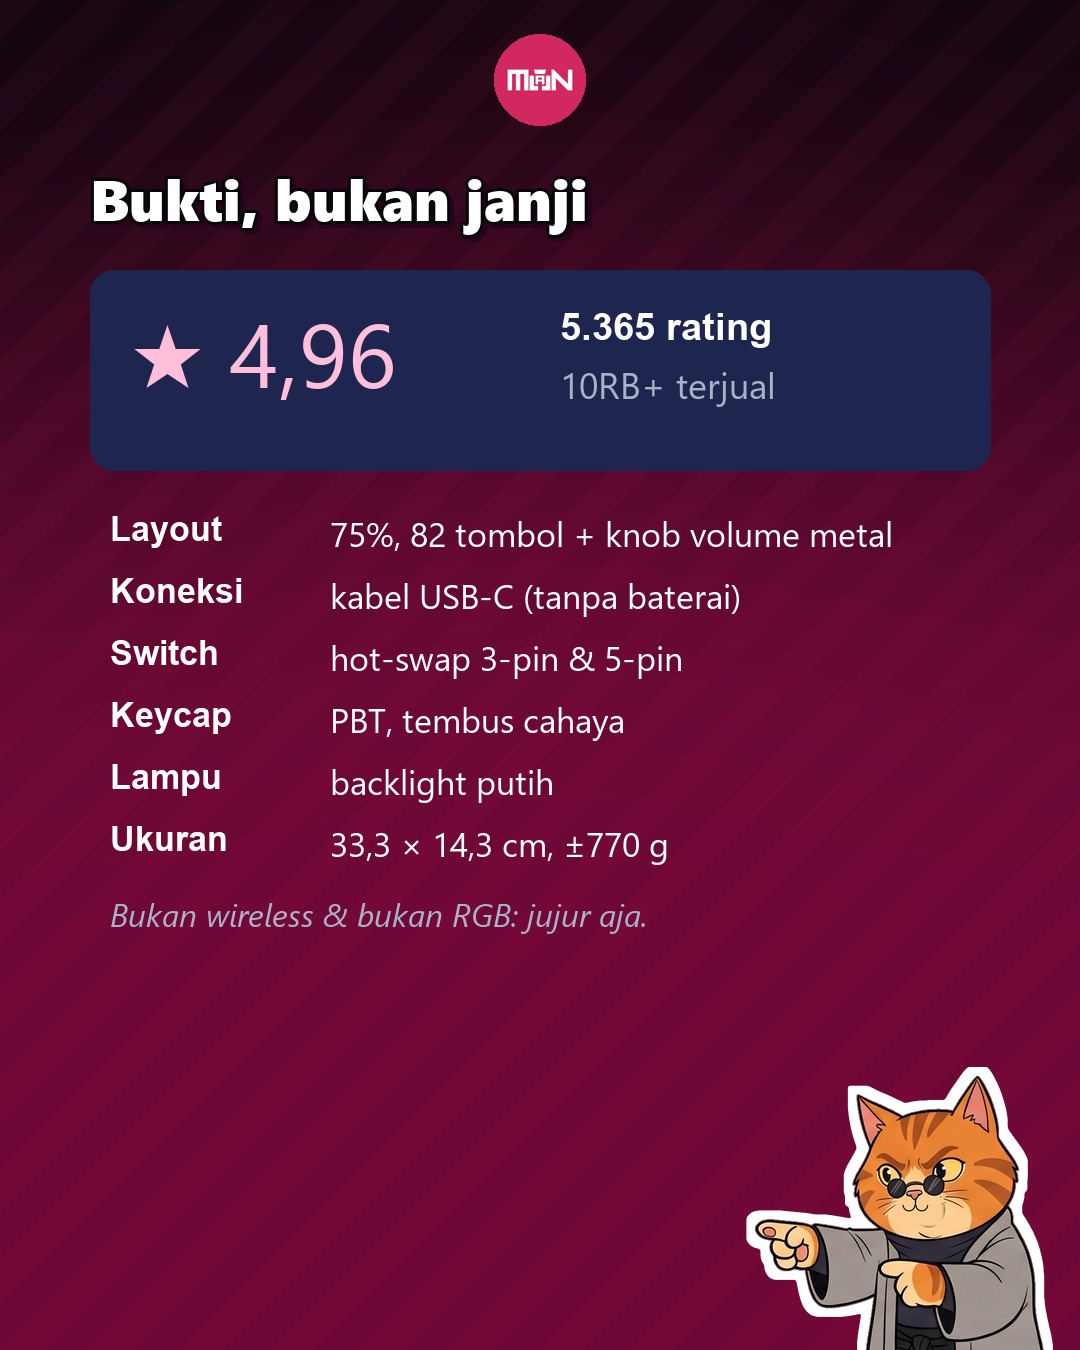 Bukti, bukan janji
★ 4,96
5.365 rating
10RB+ terjual
Layout 75%, 82 tombol + knob volume metal
Koneksi kabel USB-C (tanpa baterai)
Switch hot-swap 3-pin & 5-pin
Keycap PBT, tembus cahaya
Lampu backlight putih
Ukuran 33,3 × 14,3 cm, ±770 g
Bukan wireless & bukan RGB: jujur aja.